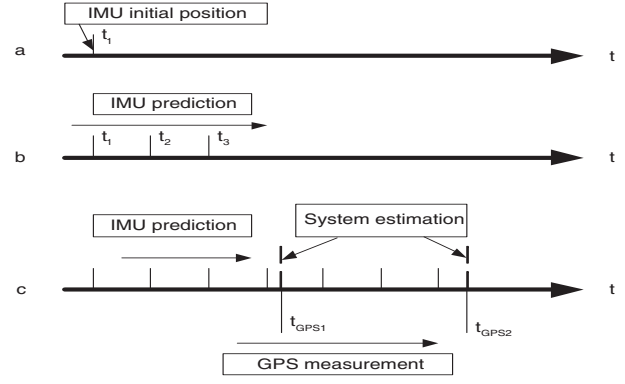 IMU initial position
t1
a
t
IMU prediction
t1 t2 t3
b
t
IMU prediction
System estimation
c
t
tGPS1
tGPS2
GPS measurement